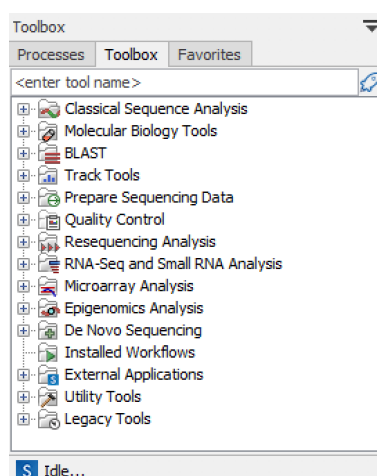 Toolbox
Processes Toolbox Favorites
<enter tool name>
Classical Sequence Analysis
Molecular Biology Tools
BLAST
Track Tools
Prepare Sequencing Data
Quality Control
Resequencing Analysis
RNA-Seq and Small RNA Analysis
Microarray Analysis
Epigenomics Analysis
De Novo Sequencing
Installed Workflows
External Applications
Utility Tools
Legacy Tools
S Idle...